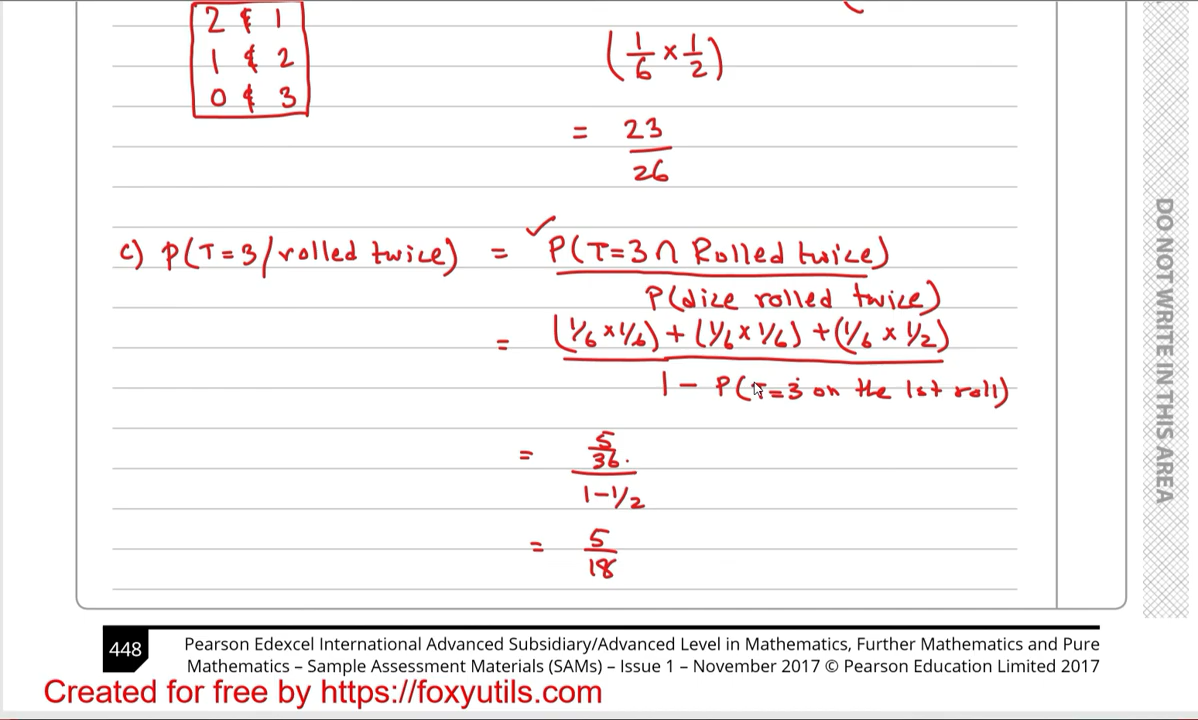 2 & 1
1 & 2
0 & 3
(1/6 × 1/2)
= 23/26
c) P(T=3/rolled twice) = P(T=3 ∩ Rolled twice)
P(dice rolled twice)
= (1/6 × 1/6) + (1/6 × 1/6) + (1/6 × 1/2)
1 - P(T=3 on the 1st roll)
= 5/36.
1-1/2
= 5/18
DO NOT WRITE IN THIS AREA
448 Pearson Edexcel International Advanced Subsidiary/Advanced Level in Mathematics, Further Mathematics and Pure
Mathematics – Sample Assessment Materials (SAMs) – Issue 1 – November 2017 © Pearson Education Limited 2017
Created for free by https://foxyutils.com